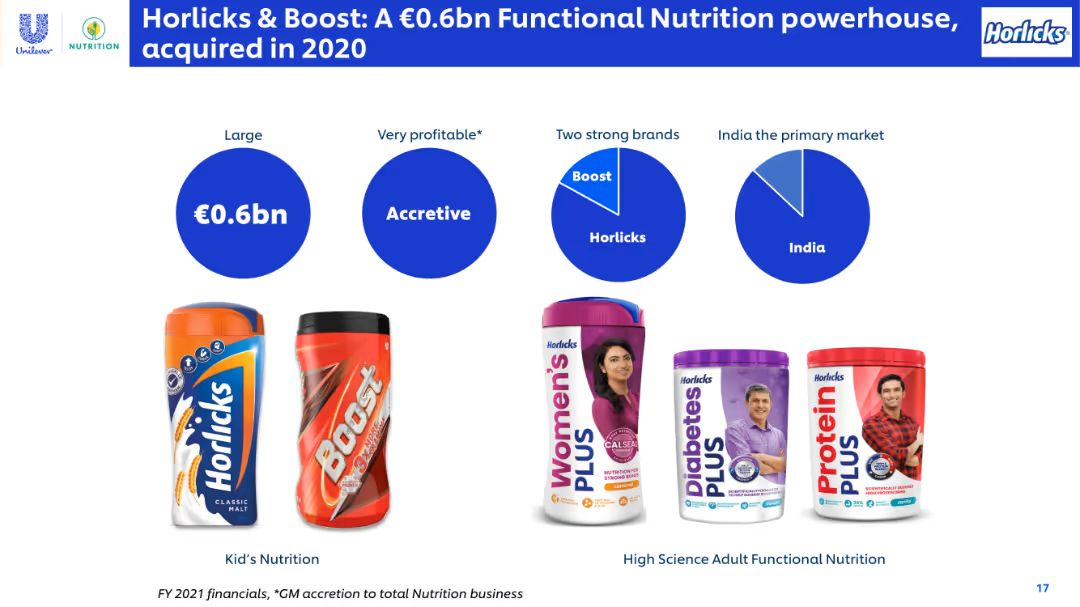 Unilever
NUTRITION
Horlicks & Boost: A €0.6bn Functional Nutrition powerhouse,
acquired in 2020
Horlicks
Large
Very profitable*
Two strong brands
India the primary market
€0.6bn
Accretive
Boost
Horlicks
India
Horlicks
CLASSIC
MALT
Boost
3X
Horlicks
Women's
PLUS
CALSEAL
NUTRITION FOR
STRONG BONES
Horlicks
Diabetes
PLUS
Horlicks
Protein
PLUS
Kid's Nutrition
High Science Adult Functional Nutrition
FY 2021 financials, *GM accretion to total Nutrition business
17